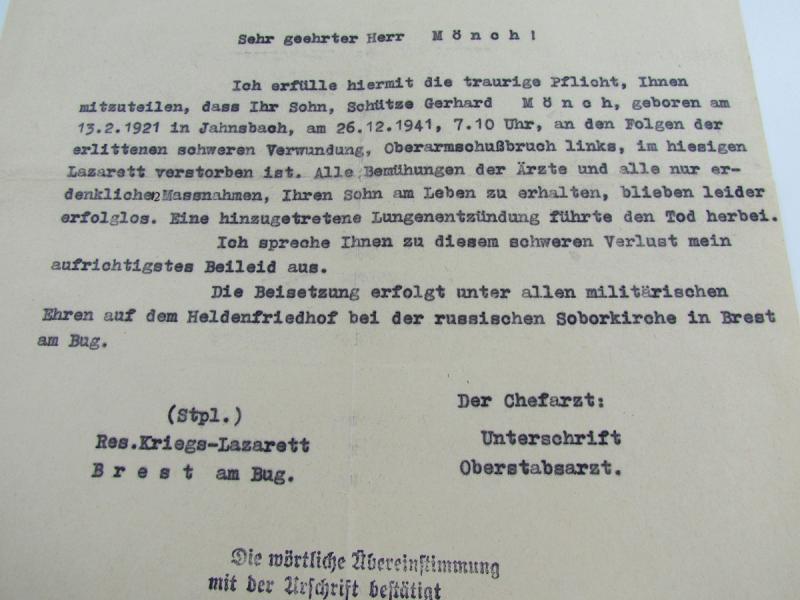 Sehr geehrter Herr M ö n c h !
Ich erfülle hiermit die traurige Pflicht, Ihnen
mitzuteilen, dass Ihr Sohn, Schütze Gerhard M ö n c h, geboren am
13.2.1921 in Jahnsbach, am 26.12.1941, 7.10 Uhr, an den Folgen der
erlittenen schweren Verwundung, Oberarmschußbruch links, im hiesigen
Lazarett verstorben ist. Alle Bemühungen der Ärzte und alle nur er-
denklichen Massnahmen, Ihren Sohn am Leben zu erhalten, blieben leider
erfolglos. Eine hinzugetretene Lungenentzündung führte den Tod herbei.
Ich spreche Ihnen zu diesem schweren Verlust mein
aufrichtigstes Beileid aus.
Die Beisetzung erfolgt unter allen militärischen
Ehren auf dem Heldenfriedhof bei der russischen Soborkirche in Brest
am Bug.
(Stpl.)
Res.Kriegs-Lazarett
B r e s t am Bug.
Der Chefarzt:
Unterschrift
Oberstabsarzt.
Die wörtliche Übereinstimmung
mit der Urschrift bestätigt